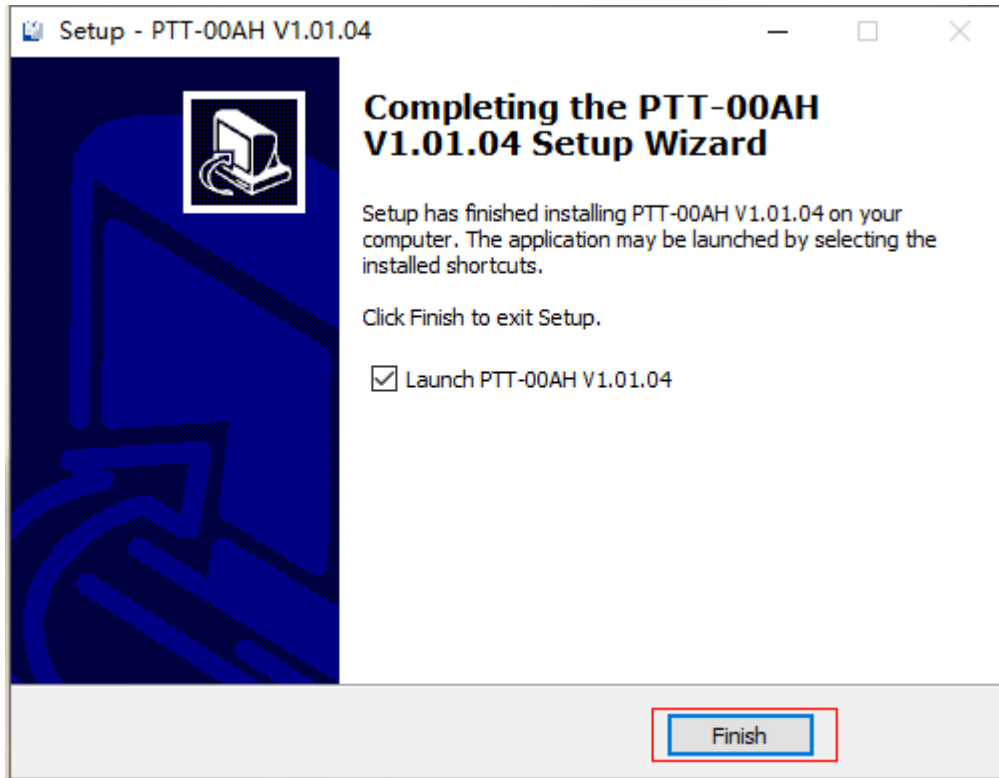 Setup - PTT-00AH V1.01.04
Completing the PTT-00AH
V1.01.04 Setup Wizard
Setup has finished installing PTT-00AH V1.01.04 on your
computer. The application may be launched by selecting the
installed shortcuts.
Click Finish to exit Setup.
Launch PTT-00AH V1.01.04
Finish